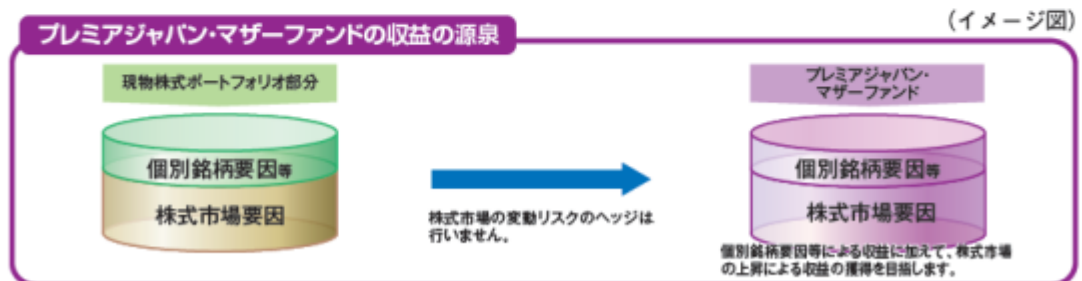 (イメージ図)
プレミアジャパン・マザーファンドの収益の源泉
現物株式ポートフォリオ部分
個別銘柄要因等
株式市場要因
株式市場の変動リスクのヘッジは
行いません。
プレミアジャパン・
マザーファンド
個別銘柄要因等
株式市場要因
個別銘柄要因等による収益に加えて、株式市場
の上昇による収益の獲得を目指します。